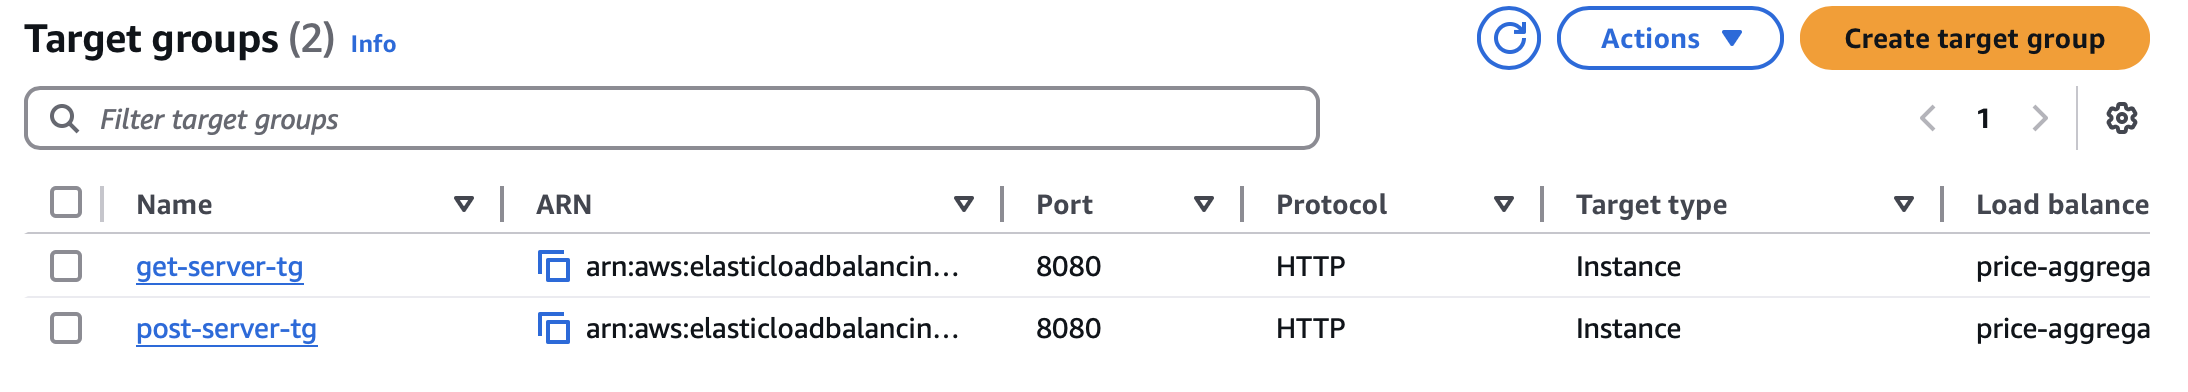 Target groups (2) Info
Actions
Create target group
Filter target groups
1
Name ARN Port Protocol Target type Load balance
get-server-tg arn:aws:elasticloadbalancin… 8080 HTTP Instance price-aggrega
post-server-tg arn:aws:elasticloadbalancin… 8080 HTTP Instance price-aggrega